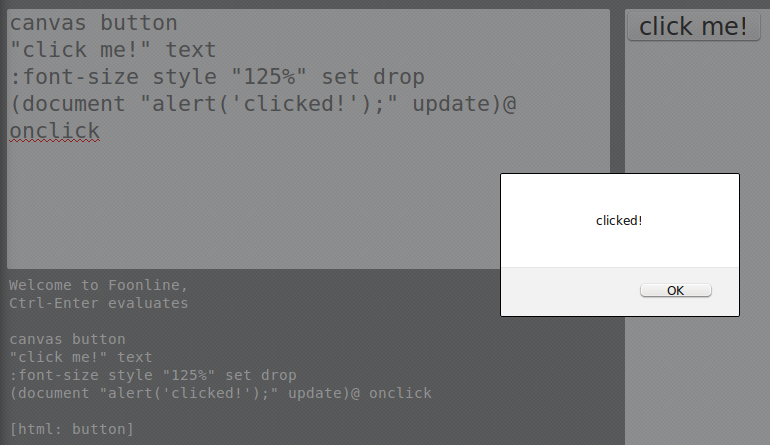 canvas button
"click me!" text
:font-size style "125%" set drop
(document "alert('clicked!');" update)@
onclick
click me!
clicked!
OK
Welcome to Foonline,
Ctrl-Enter evaluates
canvas button
"click me!" text
:font-size style "125%" set drop
(document "alert('clicked!');" update)@ onclick
[html: button]